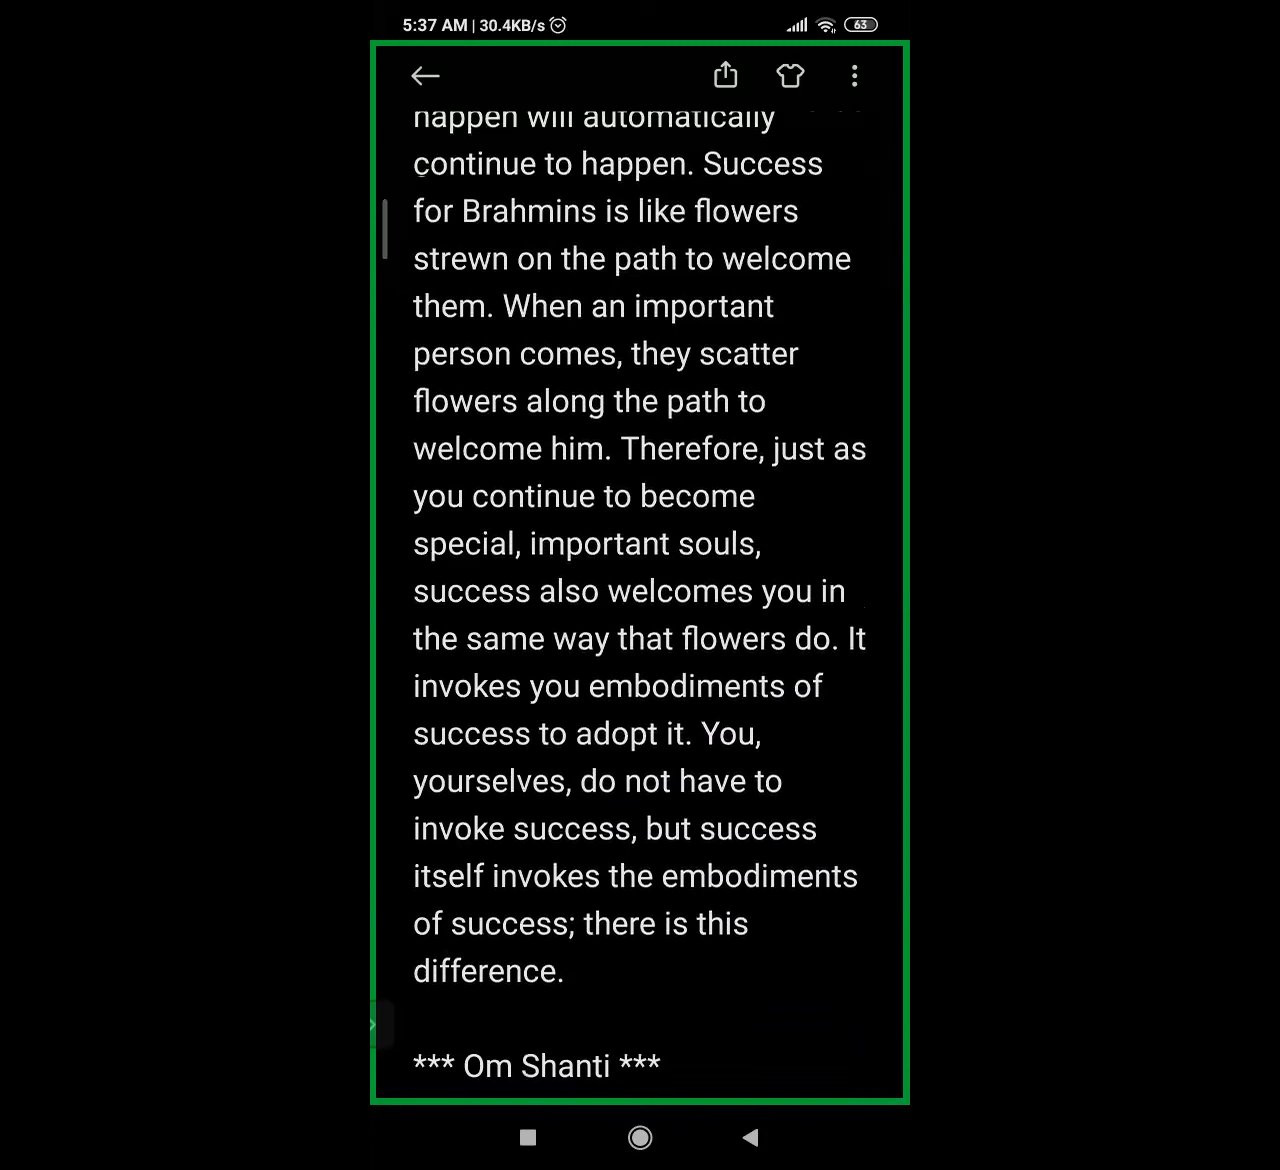 5:37 AM | 30.4KB/s
63
happen will automatically
continue to happen. Success
for Brahmins is like flowers
strewn on the path to welcome
them. When an important
person comes, they scatter
flowers along the path to
welcome him. Therefore, just as
you continue to become
special, important souls,
success also welcomes you in
the same way that flowers do. It
invokes you embodiments of
success to adopt it. You,
yourselves, do not have to
invoke success, but success
itself invokes the embodiments
of success; there is this
difference.
*** Om Shanti ***